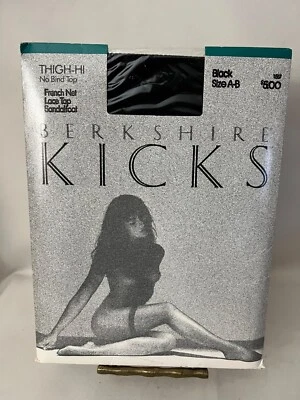 THIGH-HI
No Bind Top
French Net
Lace Top
Sandalfoot
Black
Size A-B
$5.00
BERKSHIRE
KICKS